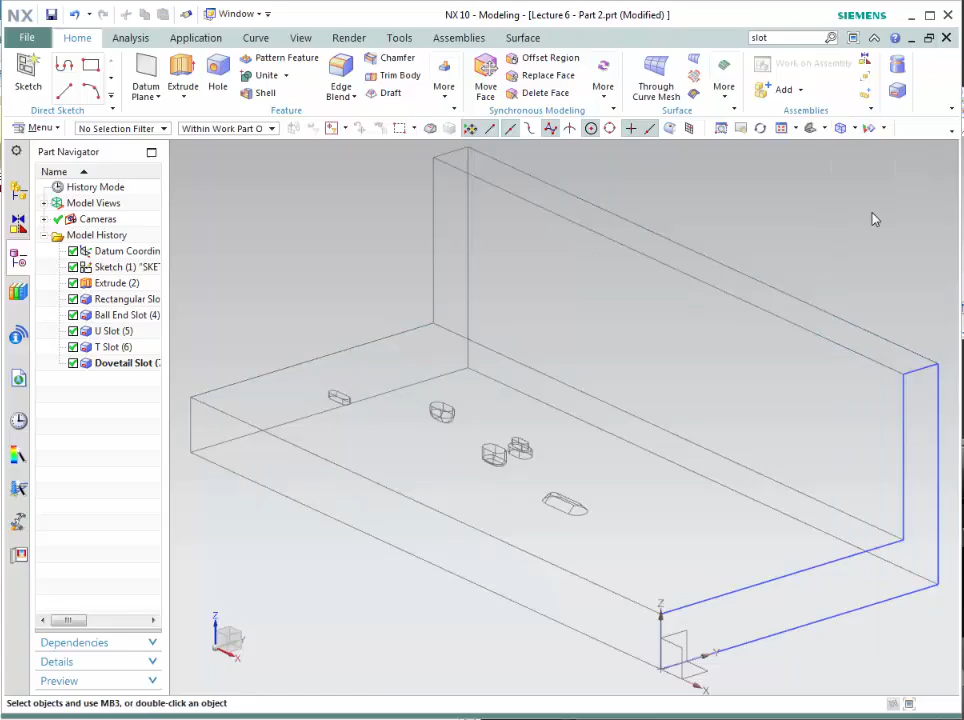 NX
Window
NX 10 - Modeling - [Lecture 6 - Part 2.prt (Modified) ]
SIEMENS
File
Home
Analysis
Application
Curve
View
Render
Tools
Assemblies
Surface
slot
Sketch
Direct Sketch
Datum
Plane
Extrude
Hole
Pattern Feature
Unite
Shell
Edge
Blend
Chamfer
Trim Body
Draft
More
Feature
Move
Face
Offset Region
Replace Face
Delete Face
More
Synchronous Modeling
Through
Curve Mesh
More
Surface
Work on Assembly
Add
Assemblies
Menu
No Selection Filter
Within Work Part O
Part Navigator
Name
History Mode
Model Views
Cameras
Model History
Datum Coordin
Sketch (1) "SKE
Extrude (2)
Rectangular Slo
Ball End Slot (4)
U Slot (5)
T Slot (6)
Dovetail Slot (7
Dependencies
Details
Preview
Z
X
Z
Y
X
Select objects and use MB3, or double-click an object